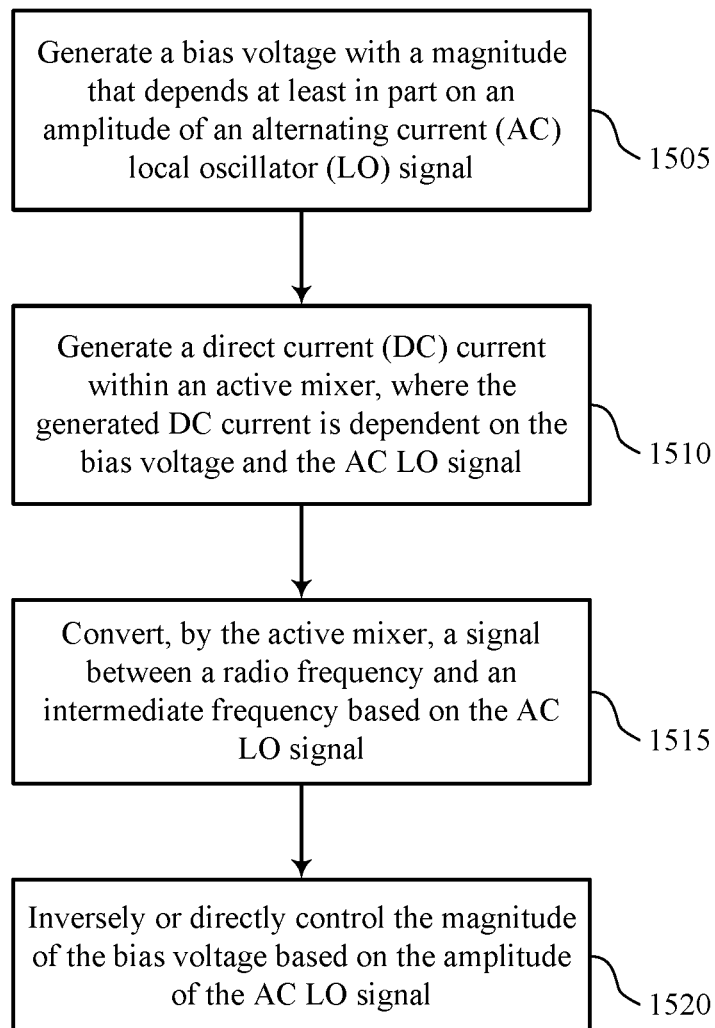 Generate a bias voltage with a magnitude
that depends at least in part on an
amplitude of an alternating current (AC)
local oscillator (LO) signal
1505
Generate a direct current (DC) current
within an active mixer, where the
generated DC current is dependent on the
bias voltage and the AC LO signal
1510
Convert, by the active mixer, a signal
between a radio frequency and an
intermediate frequency based on the AC
LO signal
1515
Inversely or directly control the magnitude
of the bias voltage based on the amplitude
of the AC LO signal
1520